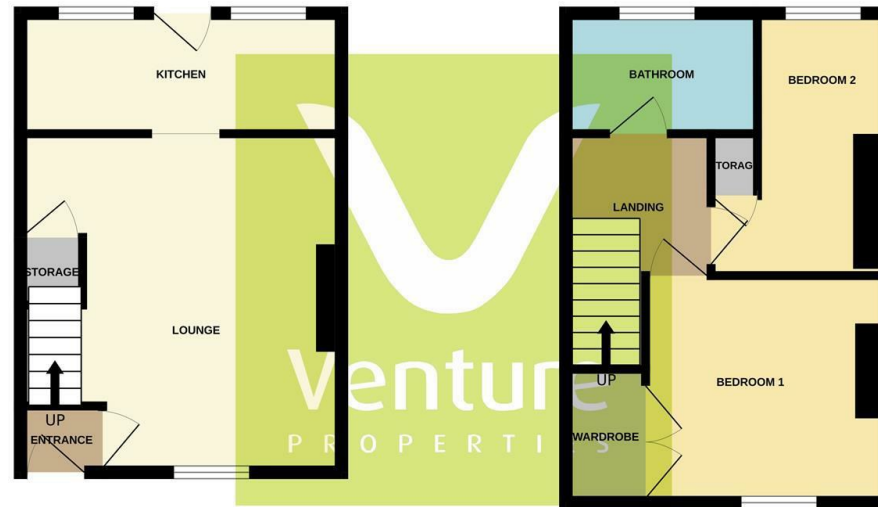 KITCHEN
STORAGE
LOUNGE
UP
ENTRANCE
BATHROOM
BEDROOM 2
TORAG
LANDING
UP
BEDROOM 1
WARDROBE
Venture
PROPERTIES